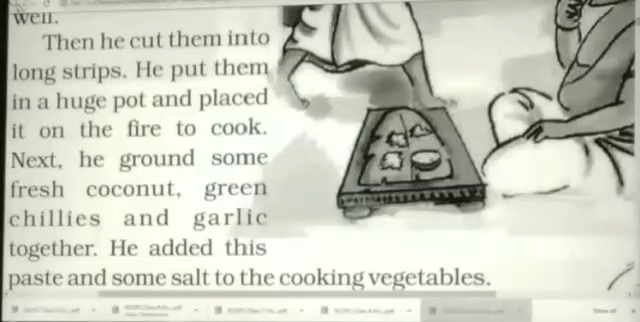 well.
Then he cut them into
long strips. He put them
in a huge pot and placed
it on the fire to cook.
Next, he ground some
fresh coconut, green
chillies and garlic
together. He added this
paste and some salt to the cooking vegetables.